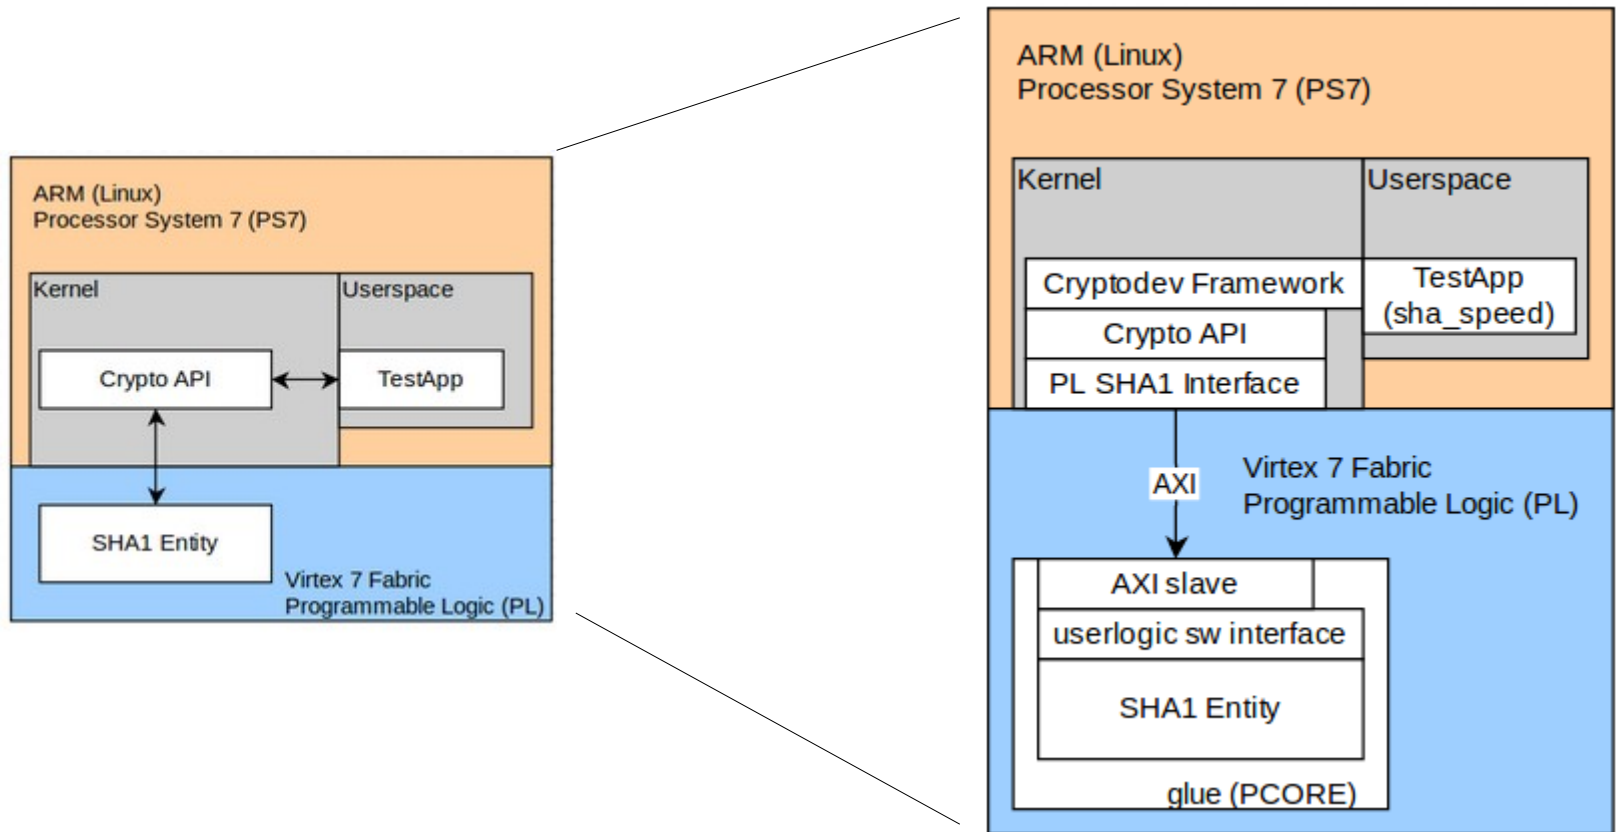 ARM (Linux)
Processor System 7 (PS7)
Kernel
Userspace
Crypto API
TestApp
SHA1 Entity
Virtex 7 Fabric
Programmable Logic (PL)
ARM (Linux)
Processor System 7 (PS7)
Kernel
Userspace
Cryptodev Framework
TestApp
(sha_speed)
Crypto API
PL SHA1 Interface
AXI
Virtex 7 Fabric
Programmable Logic (PL)
AXI slave
userlogic sw interface
SHA1 Entity
glue (PCORE)